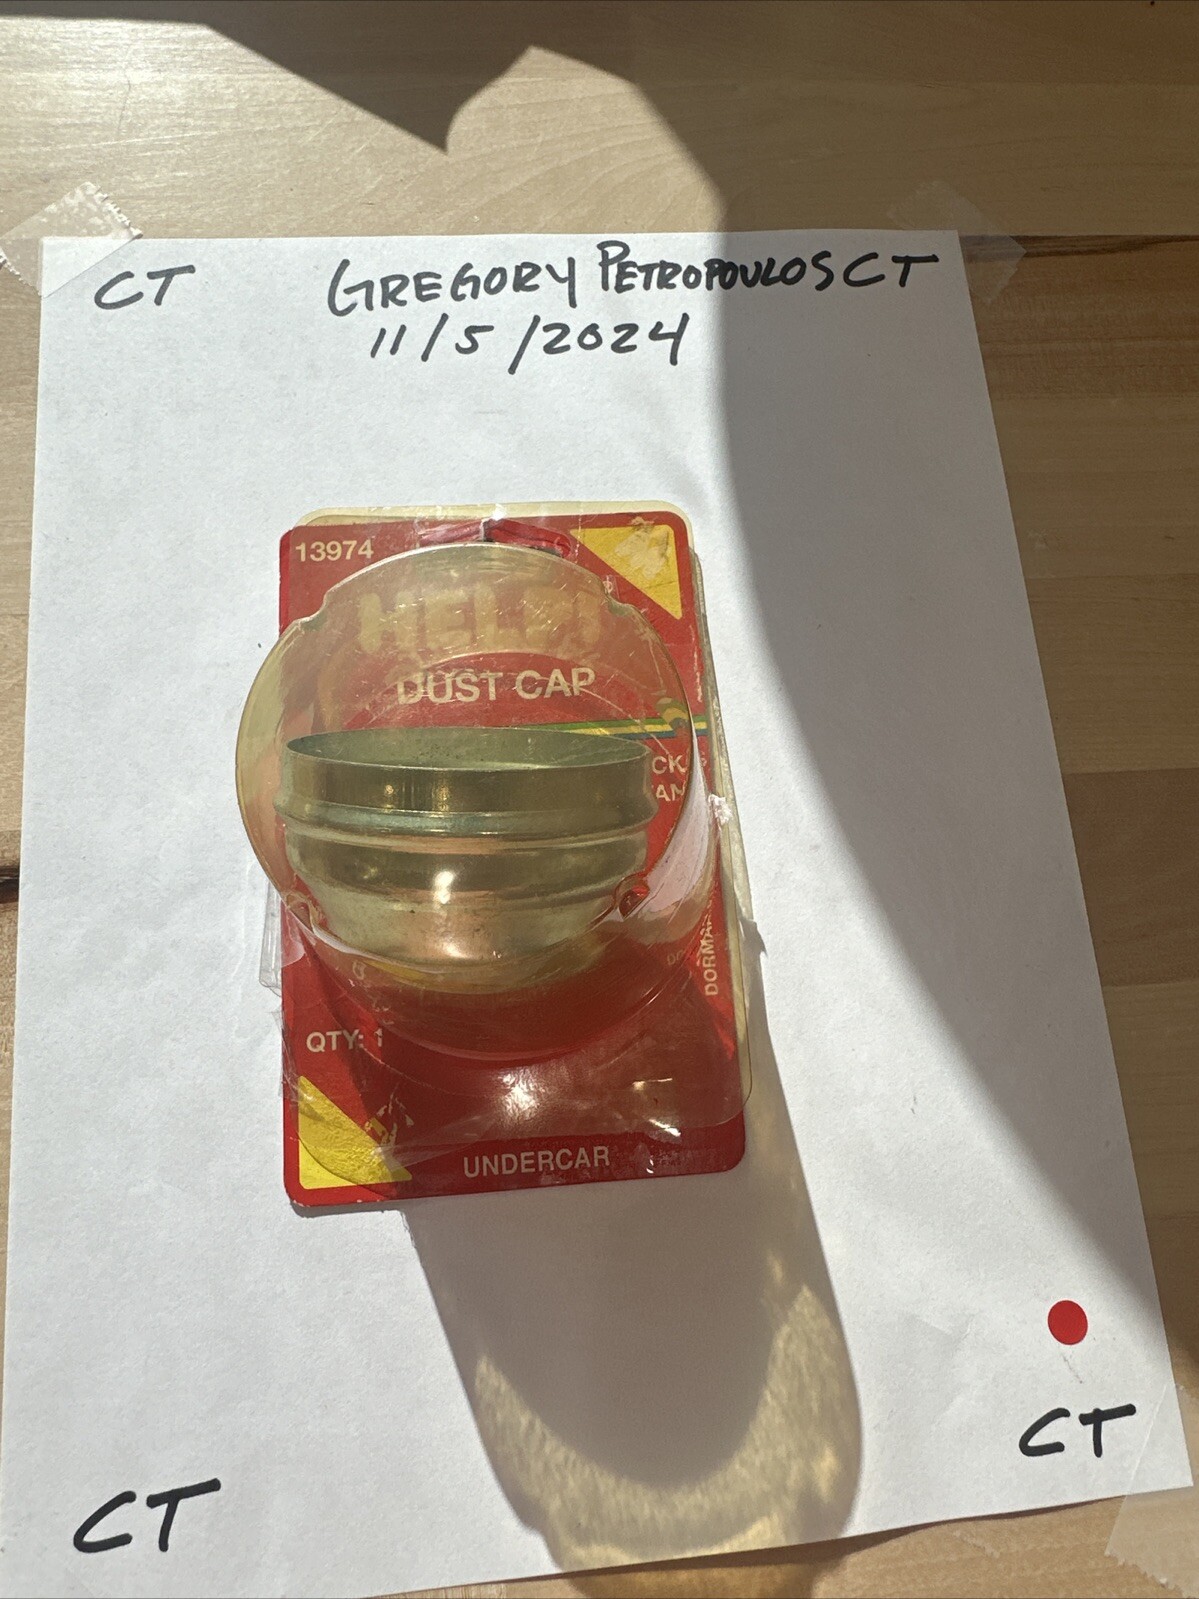 CT GREGORY PETROPOULOS CT
11/5/2024
13974
HELP!
DUST CAP
QTY: 1
UNDERCAR
CT
CT